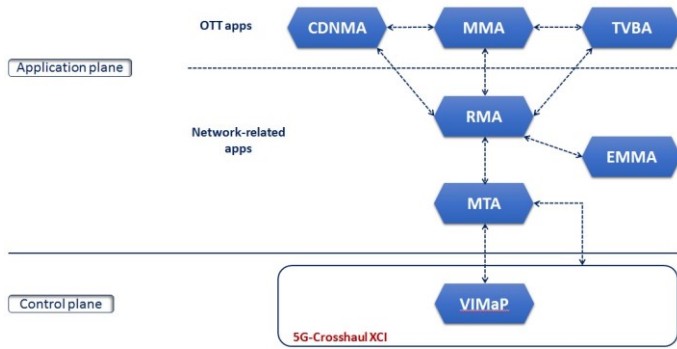 OTT apps
CDNMA
MMA
TVBA
Application plane
RMA
Network-related
apps
EMMA
MTA
Control plane
VIMaP
5G-Crosshaul XCI